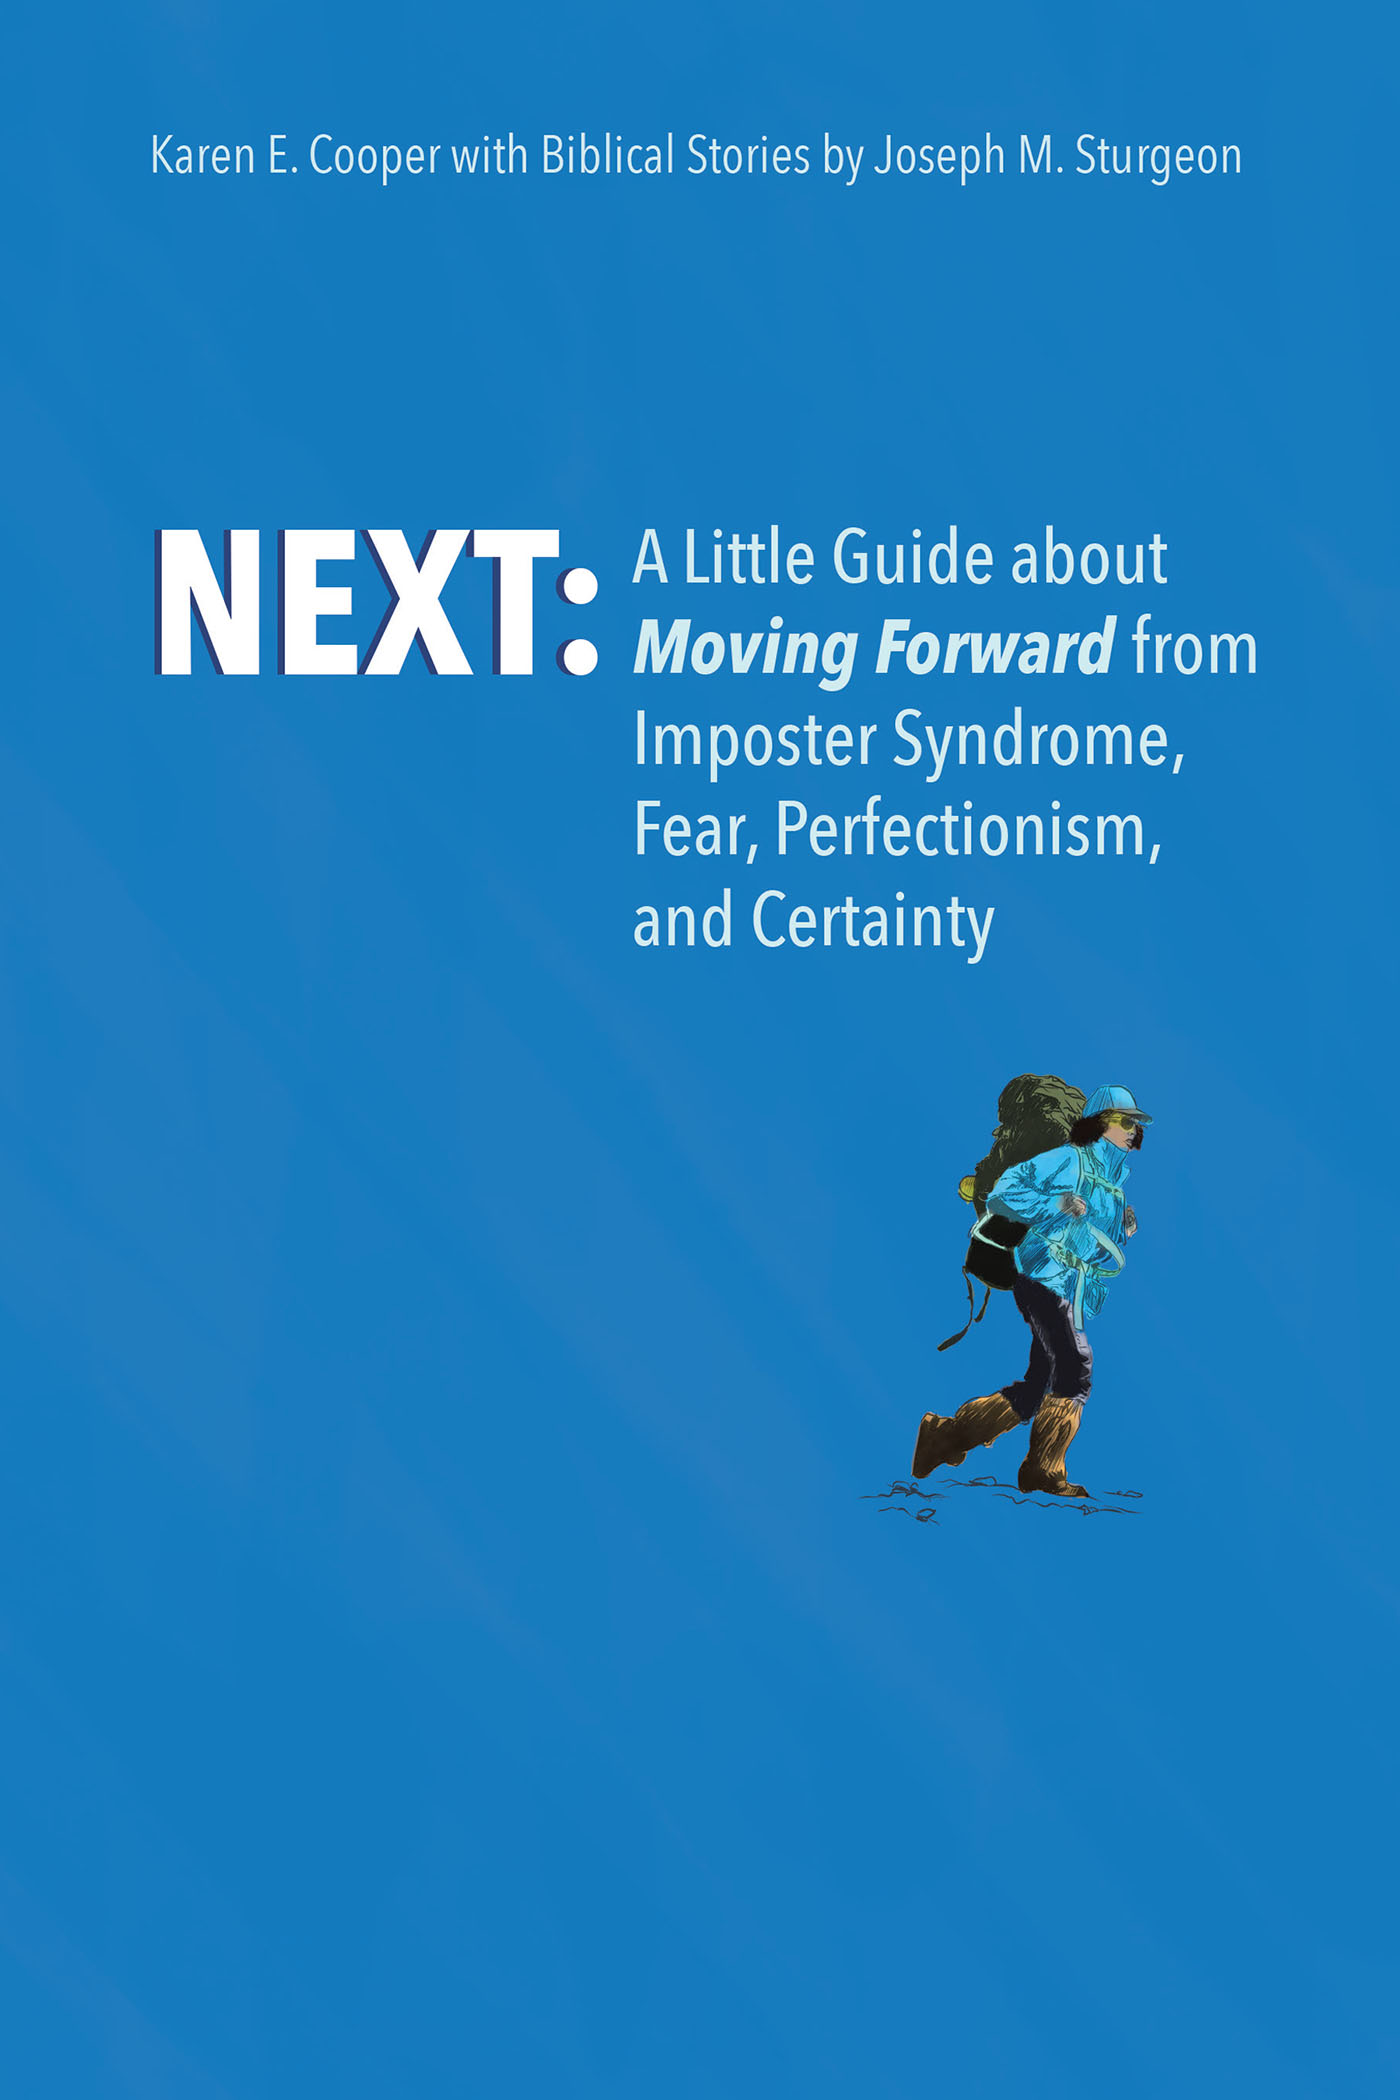 Karen E. Cooper with Biblical Stories by Joseph M. Sturgeon
NEXT:
A Little Guide about
Moving Forward from
Imposter Syndrome,
Fear, Perfectionism,
and Certainty